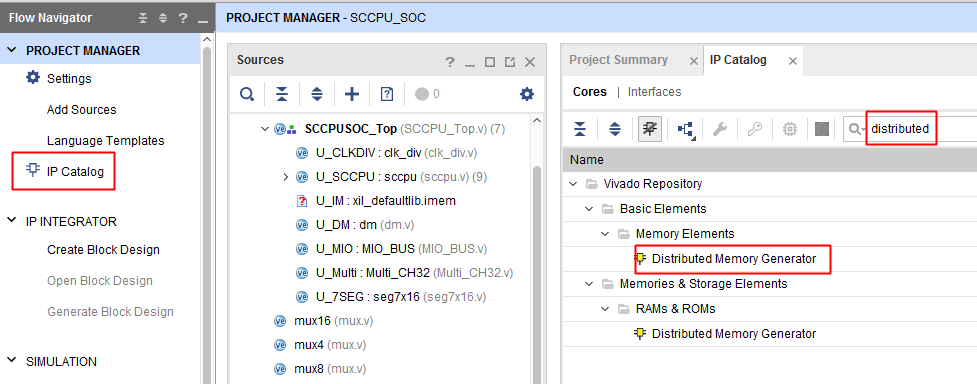 Flow Navigator
PROJECT MANAGER
Settings
Add Sources
Language Templates
IP Catalog
IP INTEGRATOR
Create Block Design
Open Block Design
Generate Block Design
SIMULATION
PROJECT MANAGER - SCCPU_SOC
Sources
0
SCCPUSOC_Top (SCCPU_Top.v) (7)
U_CLKDIV : clk_div (clk_div.v)
U_SCCPU : sccpu (sccpu.v) (9)
U_IM : xil_defaultlib.imem
U_DM : dm (dm.v)
U_MIO : MIO_BUS (MIO_BUS.v)
U_Multi : Multi_CH32 (Multi_CH32.v)
U_7SEG : seg7x16 (seg7x16.v)
mux16 (mux.v)
mux4 (mux.v)
mux8 (mux.v)
Project Summary
IP Catalog
Cores | Interfaces
distributed
Name
Vivado Repository
Basic Elements
Memory Elements
Distributed Memory Generator
Memories & Storage Elements
RAMs & ROMs
Distributed Memory Generator